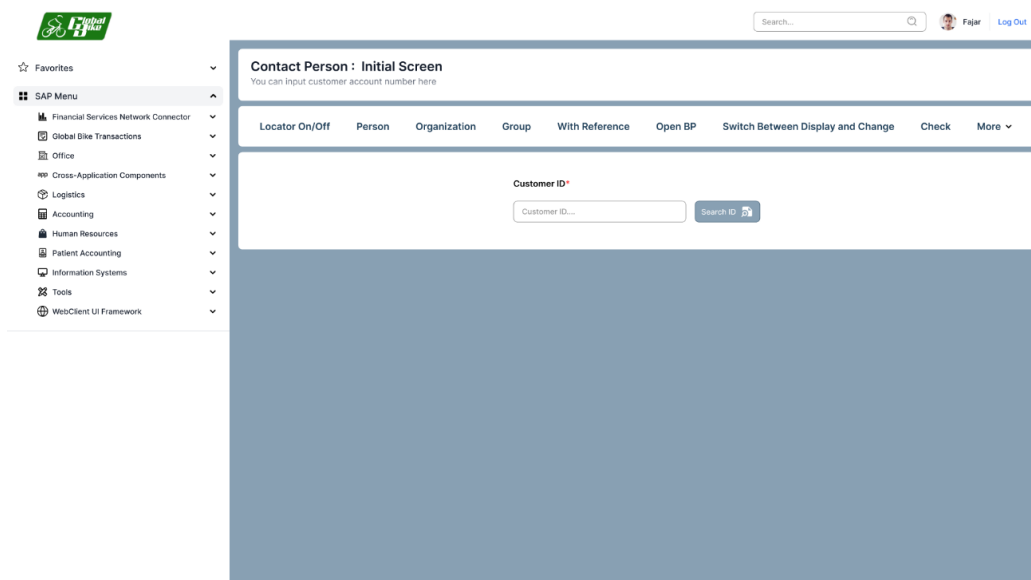 Global
Bike
Search...
Fajar
Log Out
Favorites
SAP Menu
Financial Services Network Connector
Global Bike Transactions
Office
APP Cross-Application Components
Logistics
Accounting
Human Resources
Patient Accounting
Information Systems
Tools
WebClient UI Framework
Contact Person : Initial Screen
You can input customer account number here
Locator On/Off Person Organization Group With Reference Open BP Switch Between Display and Change Check More
Customer ID*
Customer ID....
Search ID